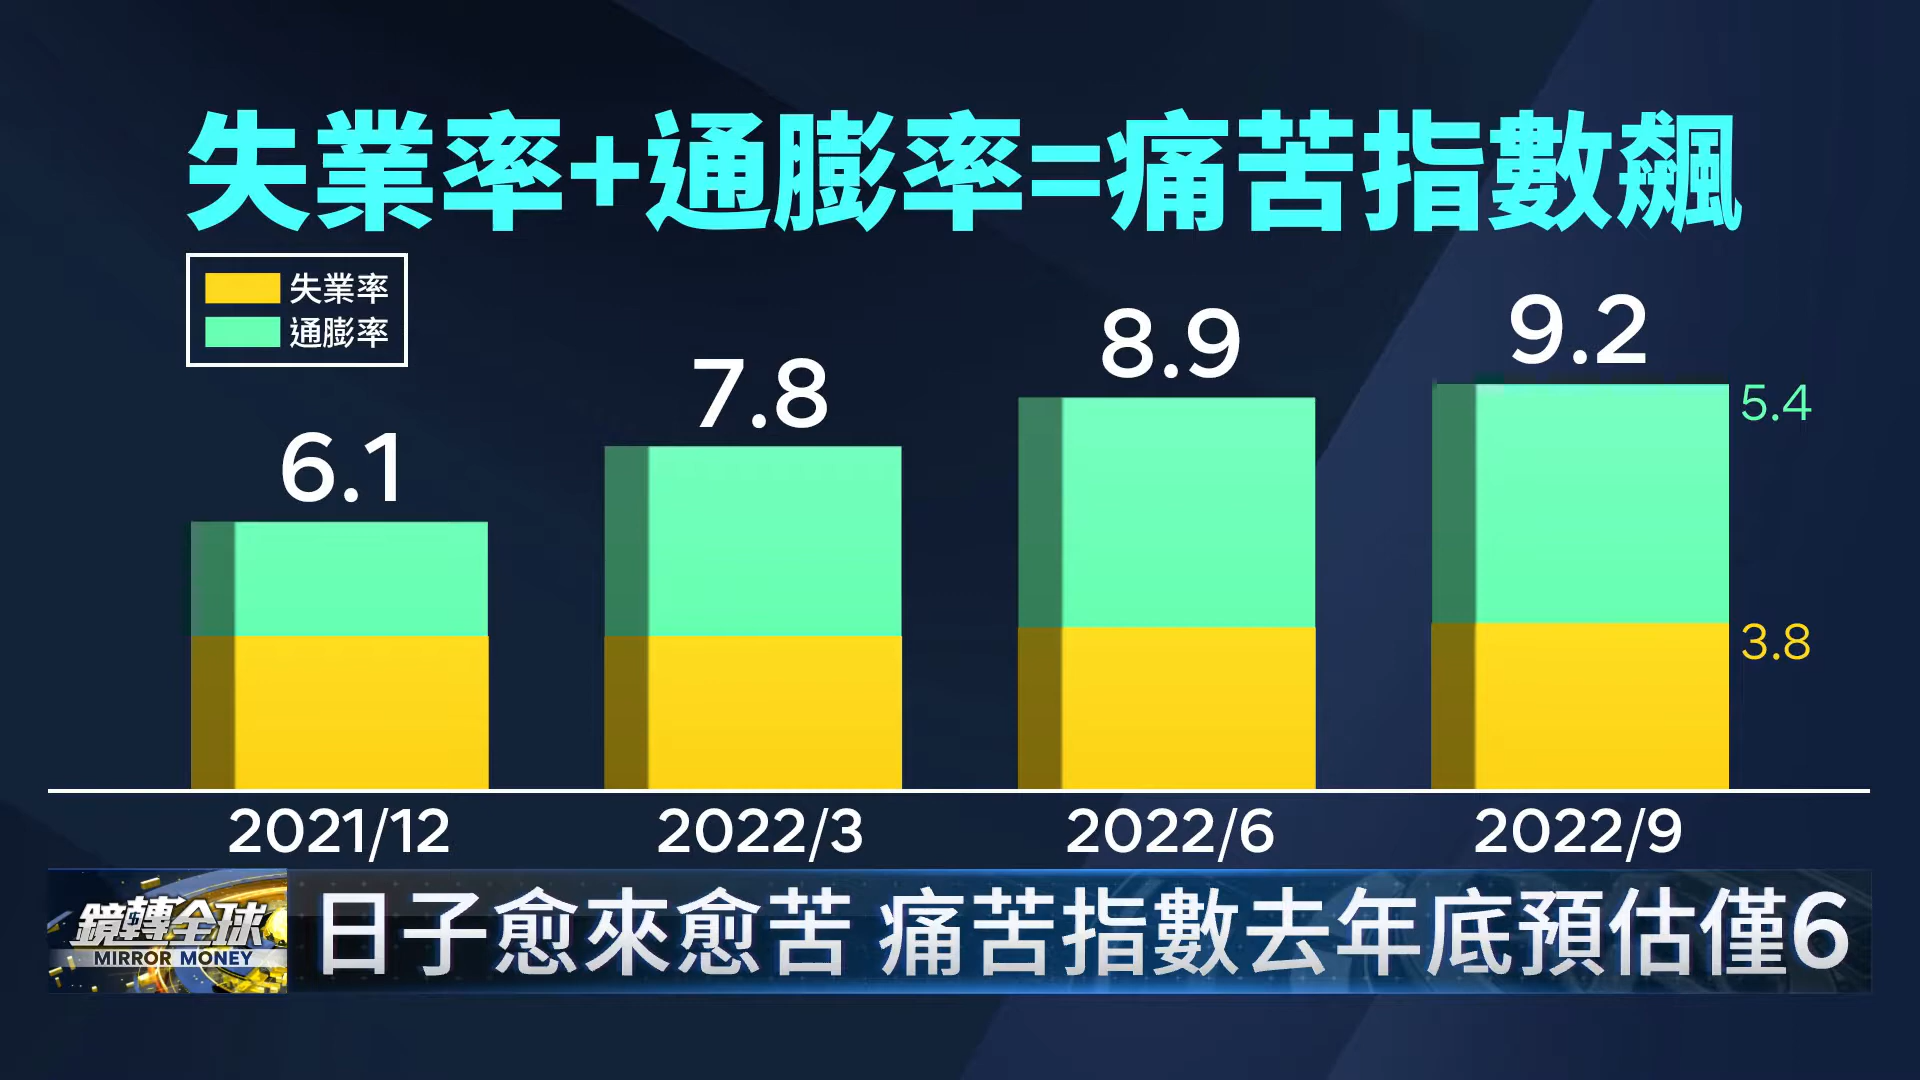 失業率+通膨率=痛苦指數飆
失業率
通膨率
6.1
7.8
8.9
9.2
5.4
3.8
2021/12
2022/3
2022/6
2022/9
鏡轉全球
MIRROR MONEY
日子愈來愈苦 痛苦指數去年底預估僅6